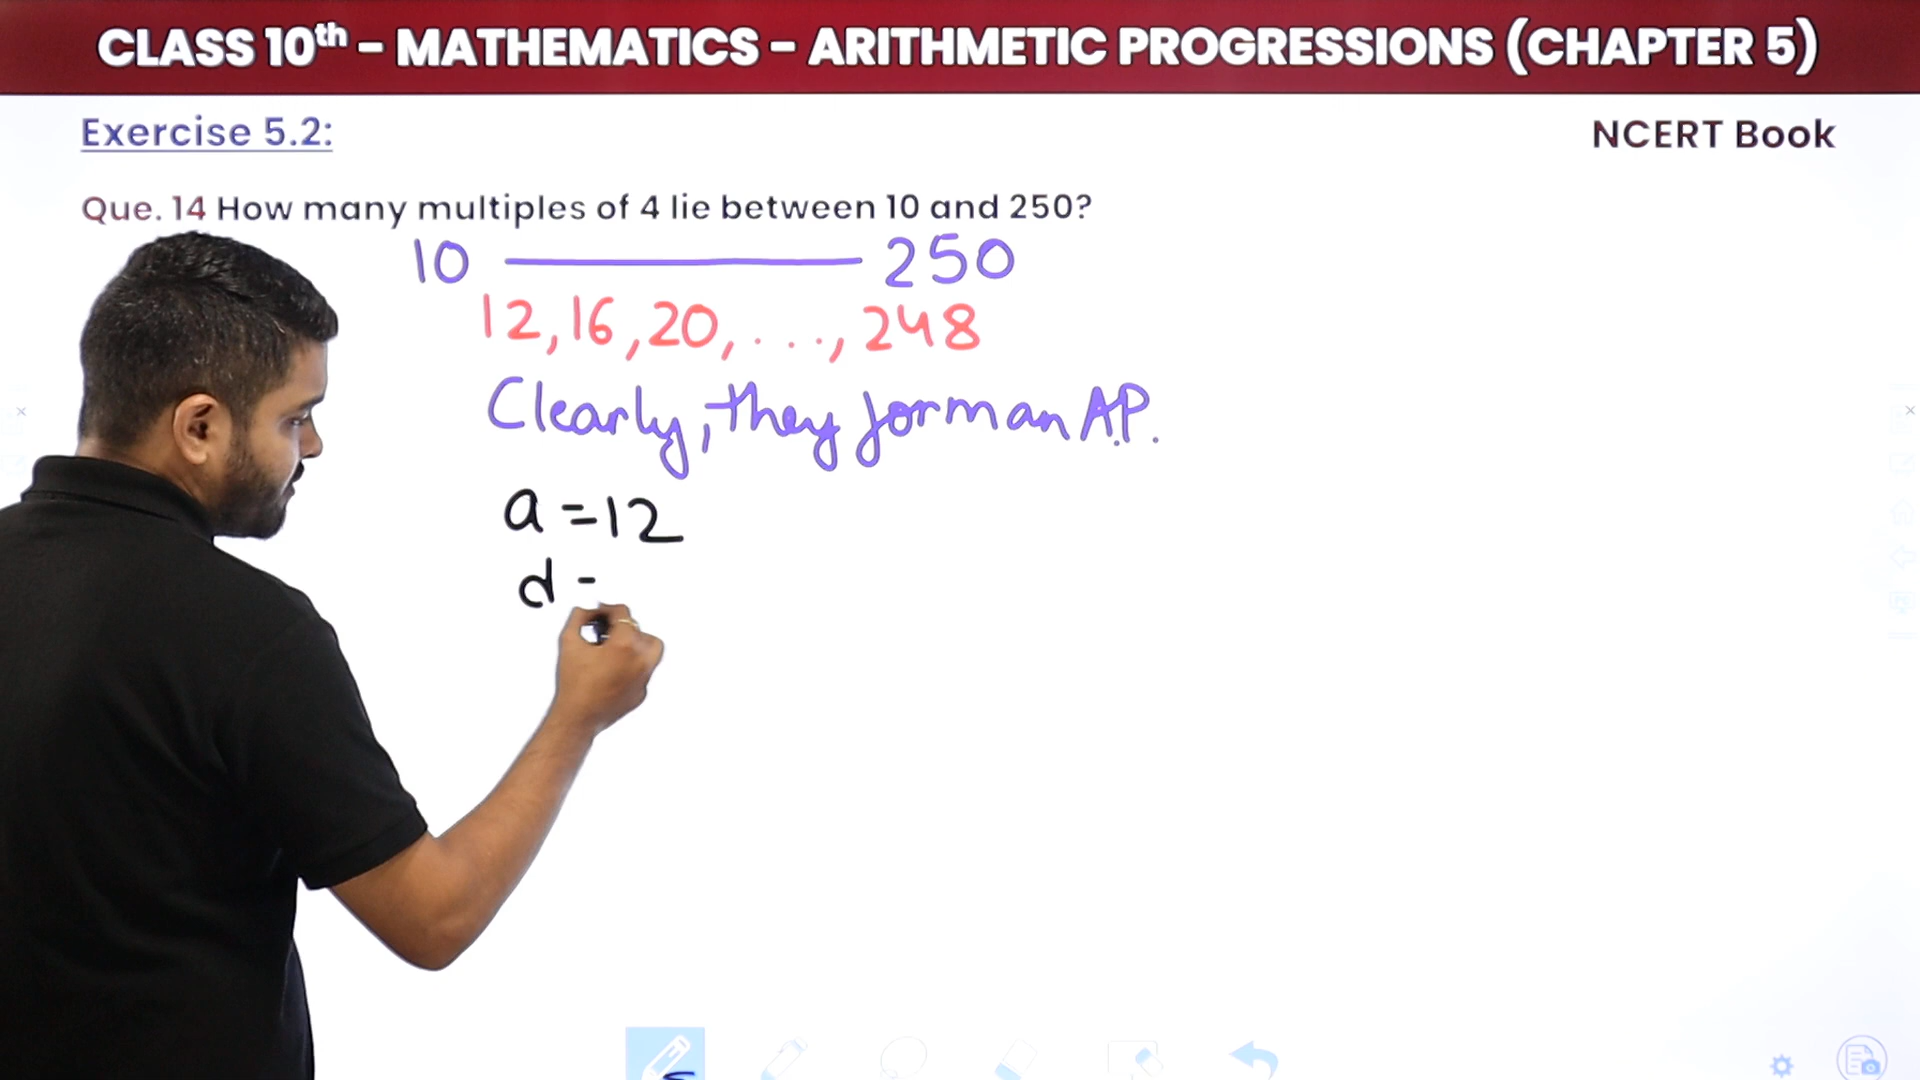 CLASS 10th – MATHEMATICS – ARITHMETIC PROGRESSIONS (CHAPTER 5)
Exercise 5.2:
NCERT Book
Que. 14 How many multiples of 4 lie between 10 and 250?
10 ——— 250
12, 16, 20, . . ., 248
Clearly, they form an A.P.
a = 12
d =